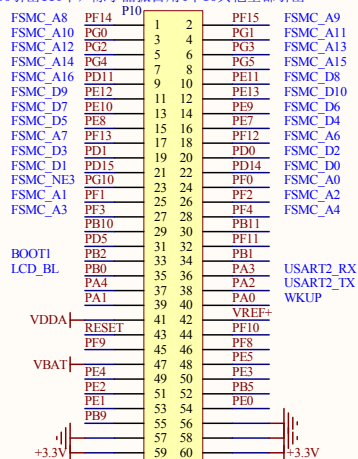 P10
FSMC_A8 PF14 1 2 PF15 FSMC_A9
FSMC_A10 PG0 3 4 PG1 FSMC_A11
FSMC_A12 PG2 5 6 PG3 FSMC_A13
FSMC_A14 PG4 7 8 PG5 FSMC_A15
FSMC_A16 PD11 9 10 PE11 FSMC_D8
FSMC_D9 PE12 11 12 PE13 FSMC_D10
FSMC_D7 PE10 13 14 PE9 FSMC_D6
FSMC_D5 PE8 15 16 PE7 FSMC_D4
FSMC_A7 PF13 17 18 PF12 FSMC_A6
FSMC_D3 PD1 19 20 PD0 FSMC_D2
FSMC_D1 PD15 21 22 PD14 FSMC_D0
FSMC_NE3 PG10 23 24 PF0 FSMC_A0
FSMC_A1 PF1 25 26 PF2 FSMC_A2
FSMC_A3 PF3 27 28 PF4 FSMC_A4
PB10 29 30 PB11
PD5 31 32 PF11
BOOT1 PB2 33 34 PB1
LCD_BL PB0 35 36 PA3 USART2_RX
PA4 37 38 PA2 USART2_TX
PA1 39 40 PA0 WKUP
VDDA 41 42 VREF+
RESET 43 44 PF10
PF9 45 46 PF8
VBAT 47 48 PE5
PE4 49 50 PE3
PE2 51 52 PB5
PE1 53 54 PE0
PB9 55 56
57 58
+3.3V 59 60 +3.3V